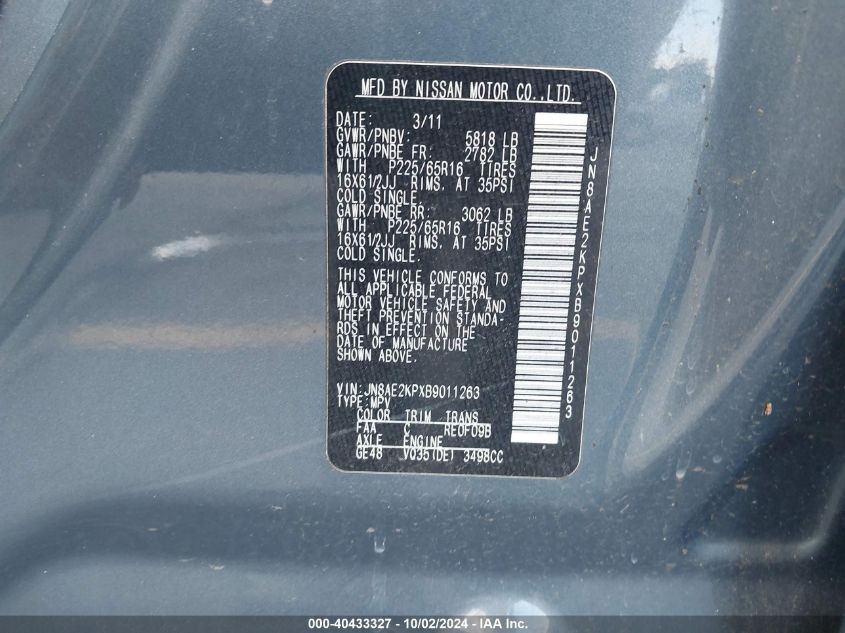 MFD BY NISSAN MOTOR CO.,LTD.
DATE: 3/11
GVWR/PNBV: 5818 LB
GAWR/PNBE FR: 2782 LB
WITH P225/65R16 TIRES
16X61/2JJ RIMS. AT 35PSI
COLD SINGLE.
GAWR/PNBE RR: 3062 LB
WITH P225/65R16 TIRES
16X61/2JJ RIMS. AT 35PSI
COLD SINGLE.
THIS VEHICLE CONFORMS TO
ALL APPLICABLE FEDERAL
MOTOR VEHICLE SAFETY AND
THEFT PREVENTION STANDA-
RDS IN EFFECT ON THE
DATE OF MANUFACTURE
SHOWN ABOVE.
VIN:JN8AE2KPXB9011263
TYPE:MPV
COLOR TRIM TRANS
FAA C RE0F09B
AXLE ENGINE
GE48 VQ35(DE) 3498CC
JN8AE2KPXB9011263
000-40433327 - 10/02/2024 - IAA Inc.